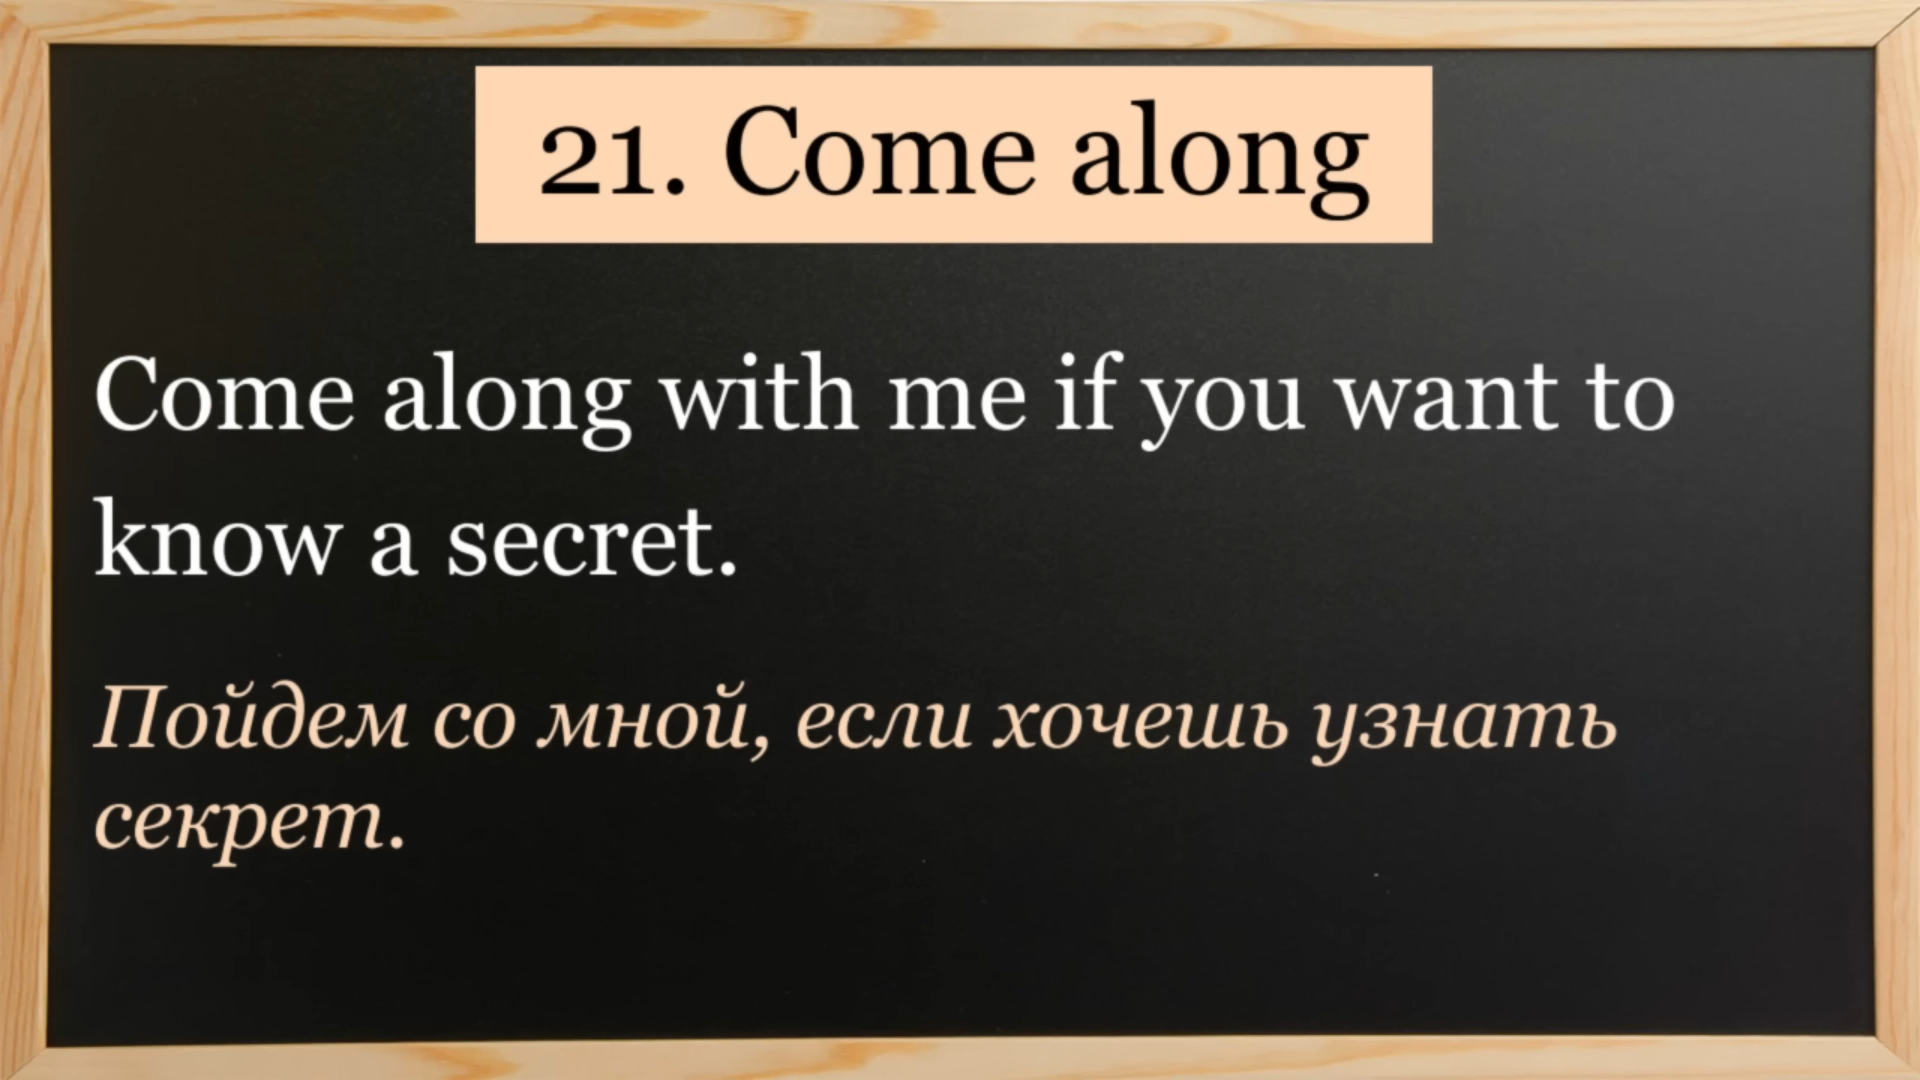 21. Come along
Come along with me if you want to
know a secret.
Пойдем со мной, если хочешь узнать
секрет.